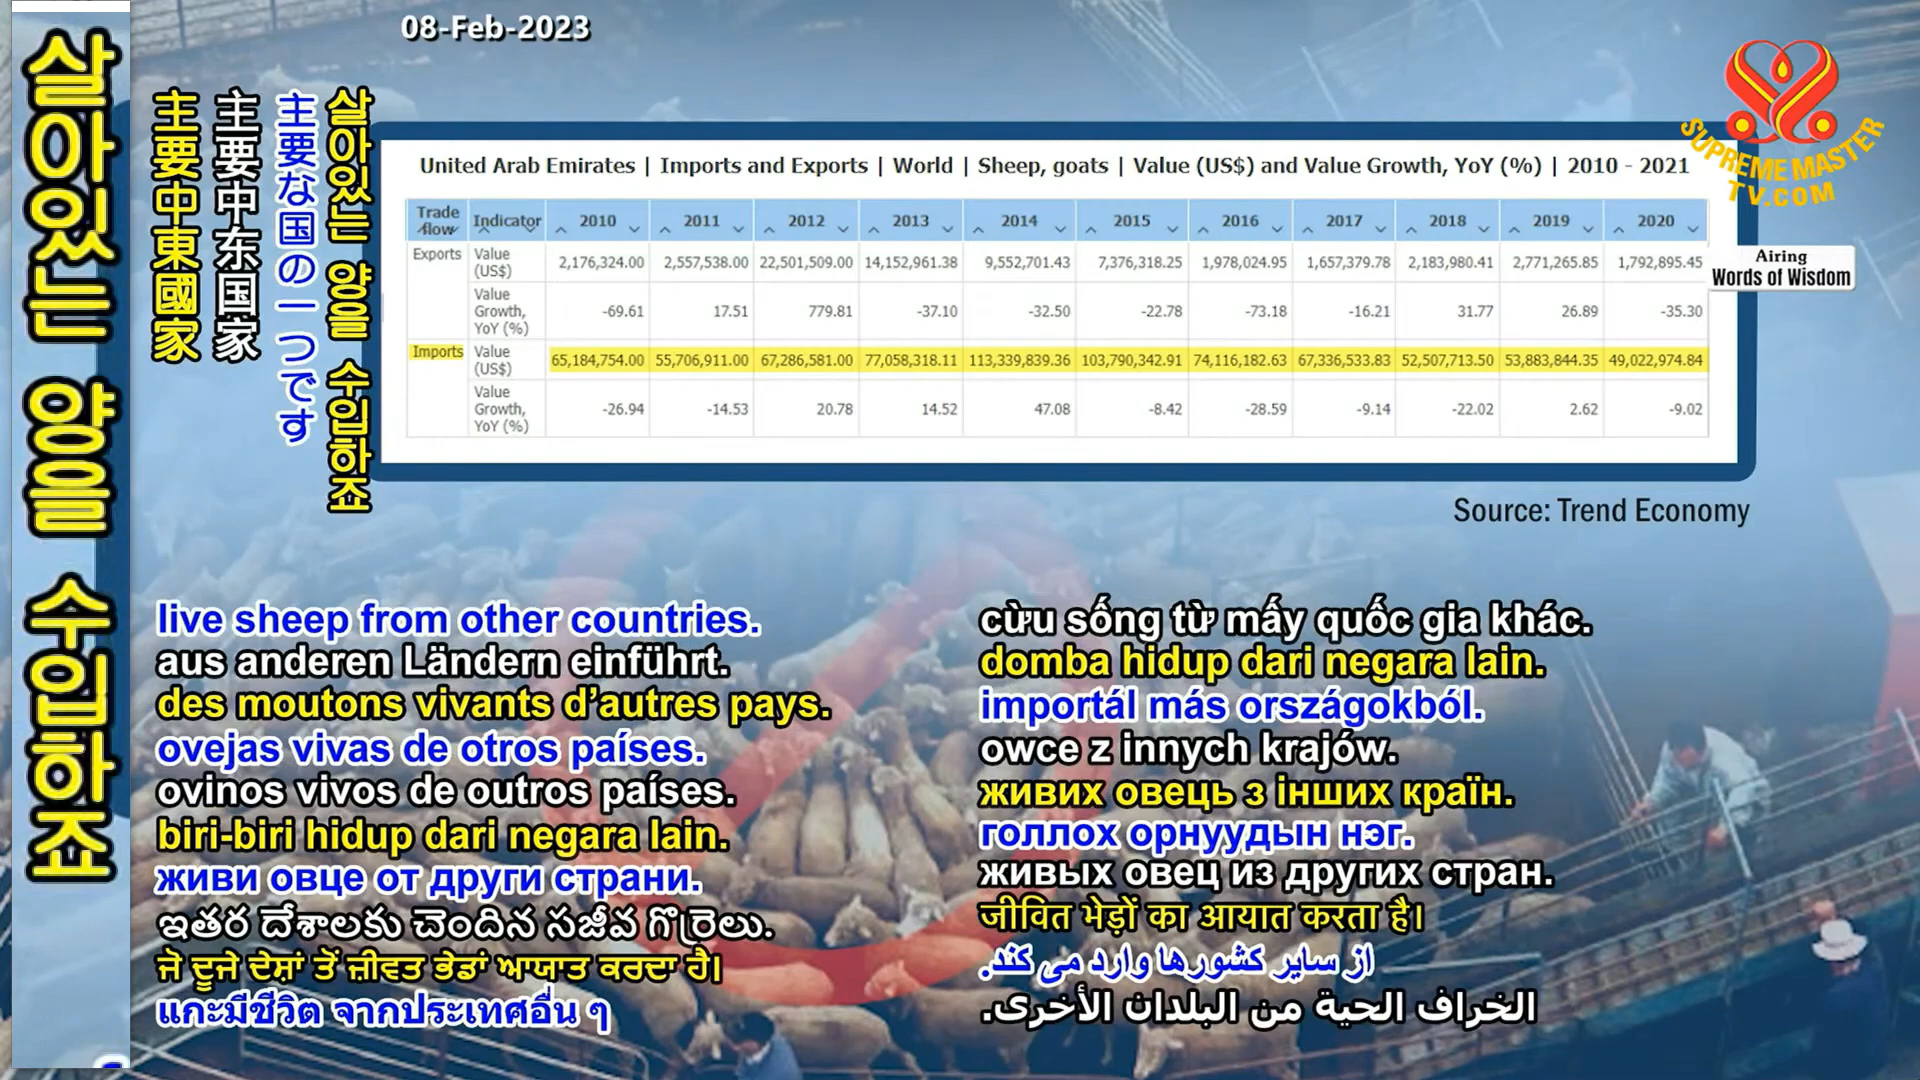 08-Feb-2023
살아있는 양을 수입하죠
主要中東國家
主要中东国家
主要な国の一つです
살아있는 양을 수입하죠
SUPREME MASTER
TV.COM
Airing
Words of Wisdom
United Arab Emirates | Imports and Exports | World | Sheep, goats | Value (US$) and Value Growth, YoY (%) | 2010 - 2021
Trade flow Indicator 2010 2011 2012 2013 2014 2015 2016 2017 2018 2019 2020
Exports Value (US$) 2,176,324.00 2,557,538.00 22,501,509.00 14,152,961.38 9,552,701.43 7,376,318.25 1,978,024.95 1,657,379.78 2,183,980.41 2,771,265.85 1,792,895.45
Value Growth, YoY (%) -69.61 17.51 779.81 -37.10 -32.50 -22.78 -73.18 -16.21 31.77 26.89 -35.30
Imports Value (US$) 65,184,754.00 55,706,911.00 67,286,581.00 77,058,318.11 113,339,839.36 103,790,342.91 74,116,182.63 67,336,533.83 52,507,713.50 53,883,844.35 49,022,974.84
Value Growth, YoY (%) -26.94 -14.53 20.78 14.52 47.08 -8.42 -28.59 -9.14 -22.02 2.62 -9.02
Source: Trend Economy
live sheep from other countries.
aus anderen Ländern einführt.
des moutons vivants d’autres pays.
ovejas vivas de otros países.
ovinos vivos de outros países.
biri-biri hidup dari negara lain.
живи овце от други страни.
ఇతర దేశాలకు చెందిన సజీవ గొర్రెలు.
ਜੋ ਦੂਜੇ ਦੇਸ਼ਾਂ ਤੋਂ ਜ਼ੀਵਤ ਭੇਡਾਂ ਆਯਾਤ ਕਰਦਾ ਹੈ।
แกะมีชีวิต จากประเทศอื่น ๆ
cừu sống từ mấy quốc gia khác.
domba hidup dari negara lain.
importál más országokból.
owce z innych krajów.
живих овець з інших країн.
голлох орнуудын нэг.
живых овец из других стран.
जीवित भेड़ों का आयात करता है।
از سایر کشورها وارد می کند.
الخراف الحية من البلدان الأخرى.